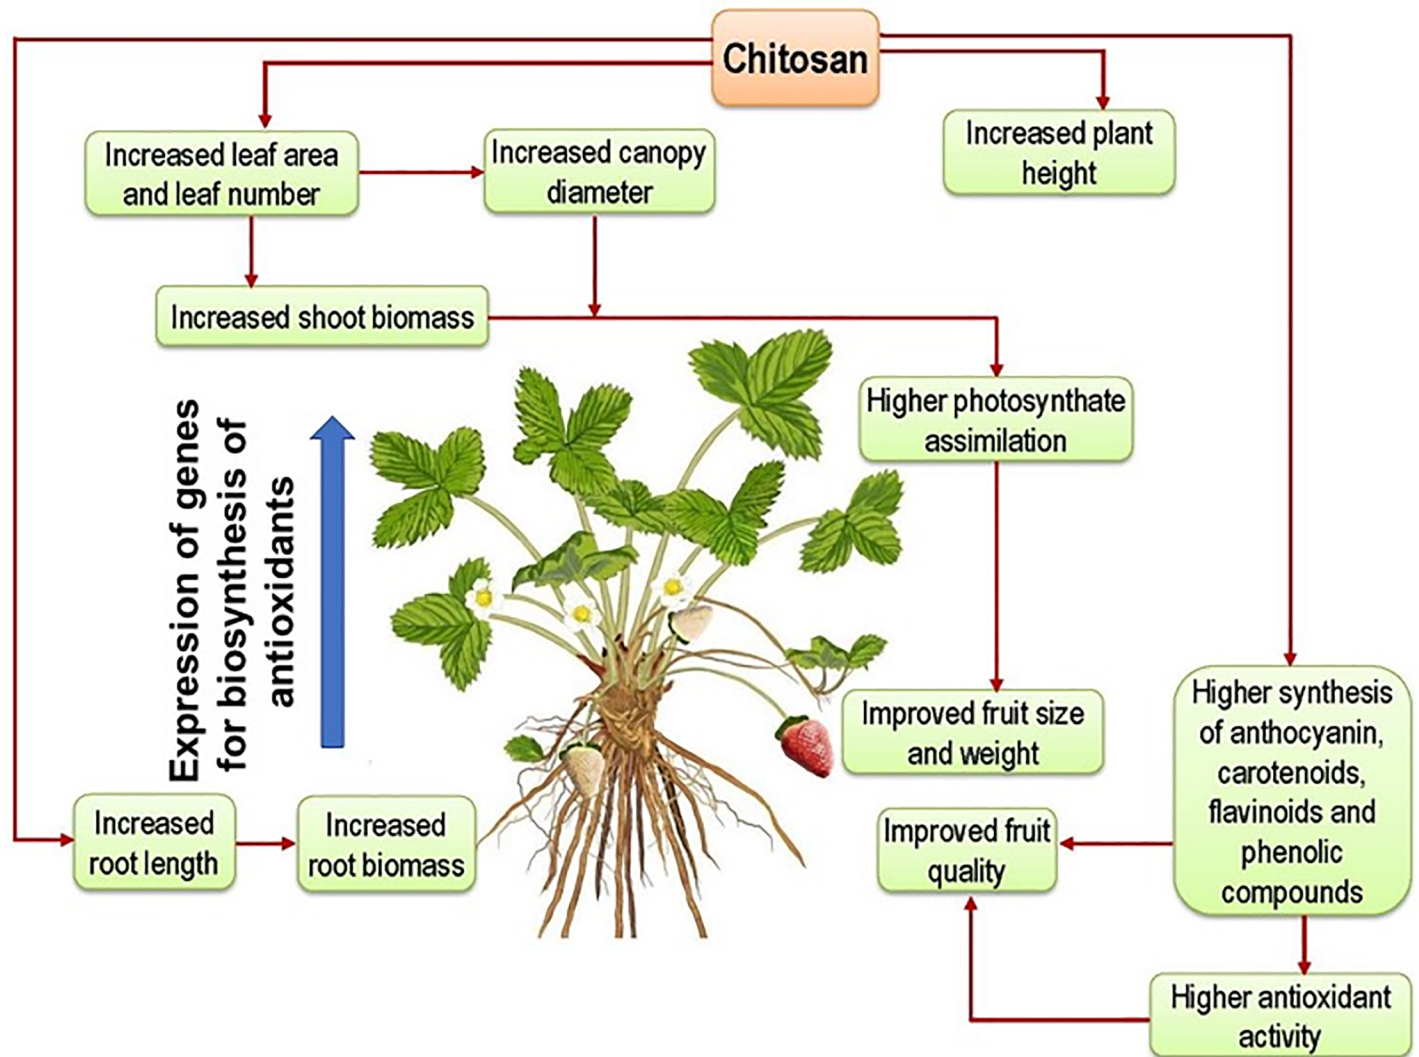 Chitosan
Increased leaf area
and leaf number
Increased canopy
diameter
Increased plant
height
Increased shoot biomass
Higher photosynthate
assimilation
Expression of genes
for biosynthesis of
antioxidants
Improved fruit size
and weight
Higher synthesis
of anthocyanin,
carotenoids,
flavinoids and
phenolic
compounds
Increased
root length
Increased
root biomass
Improved fruit
quality
Higher antioxidant
activity